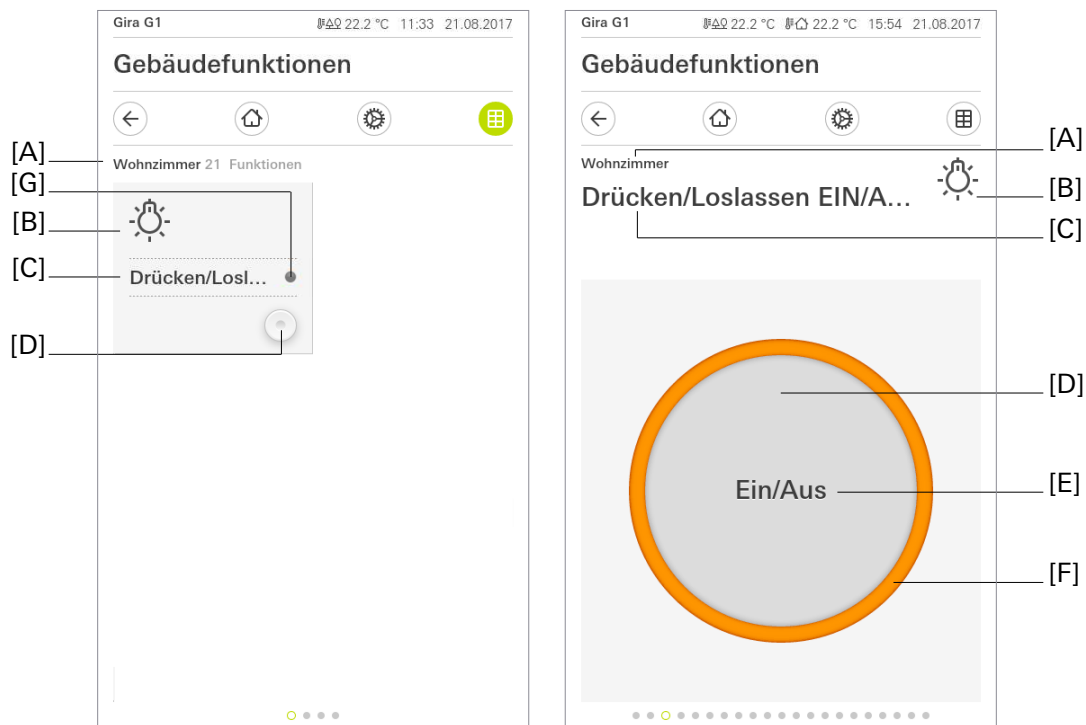 Gira G1 22.2 °C 11:33 21.08.2017
Gebäudefunktionen
[A] Wohnzimmer 21 Funktionen
[G]
[B]
[C] Drücken/Losl...
[D]
Gira G1 22.2 °C 22.2 °C 15:54 21.08.2017
Gebäudefunktionen
Wohnzimmer [A]
Drücken/Loslassen EIN/A... [B]
[C]
[D]
Ein/Aus [E]
[F]